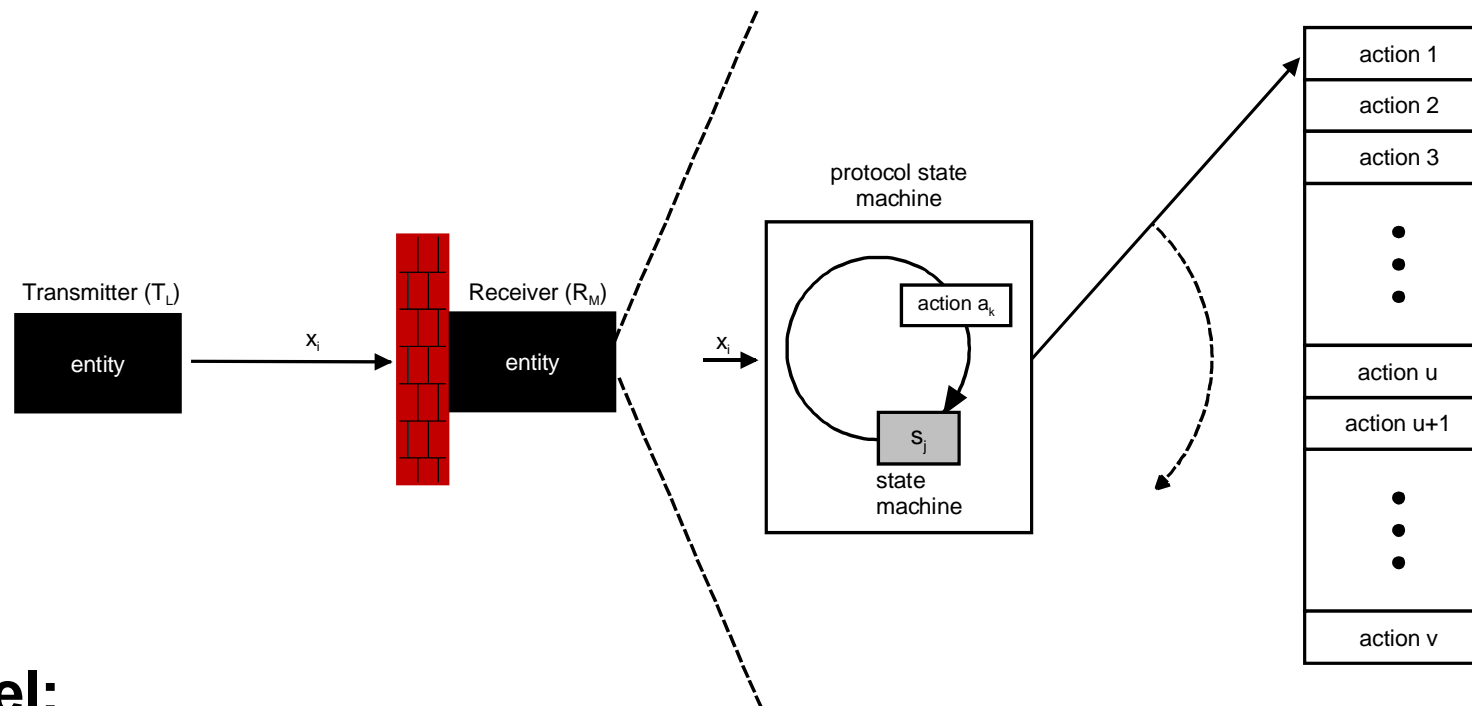 Transmitter (T_L)
entity
x_i
Receiver (R_M)
entity
x_i
protocol state
machine
action a_k
s_j
state
machine
action 1
action 2
action 3
action u
action u+1
action v
el: